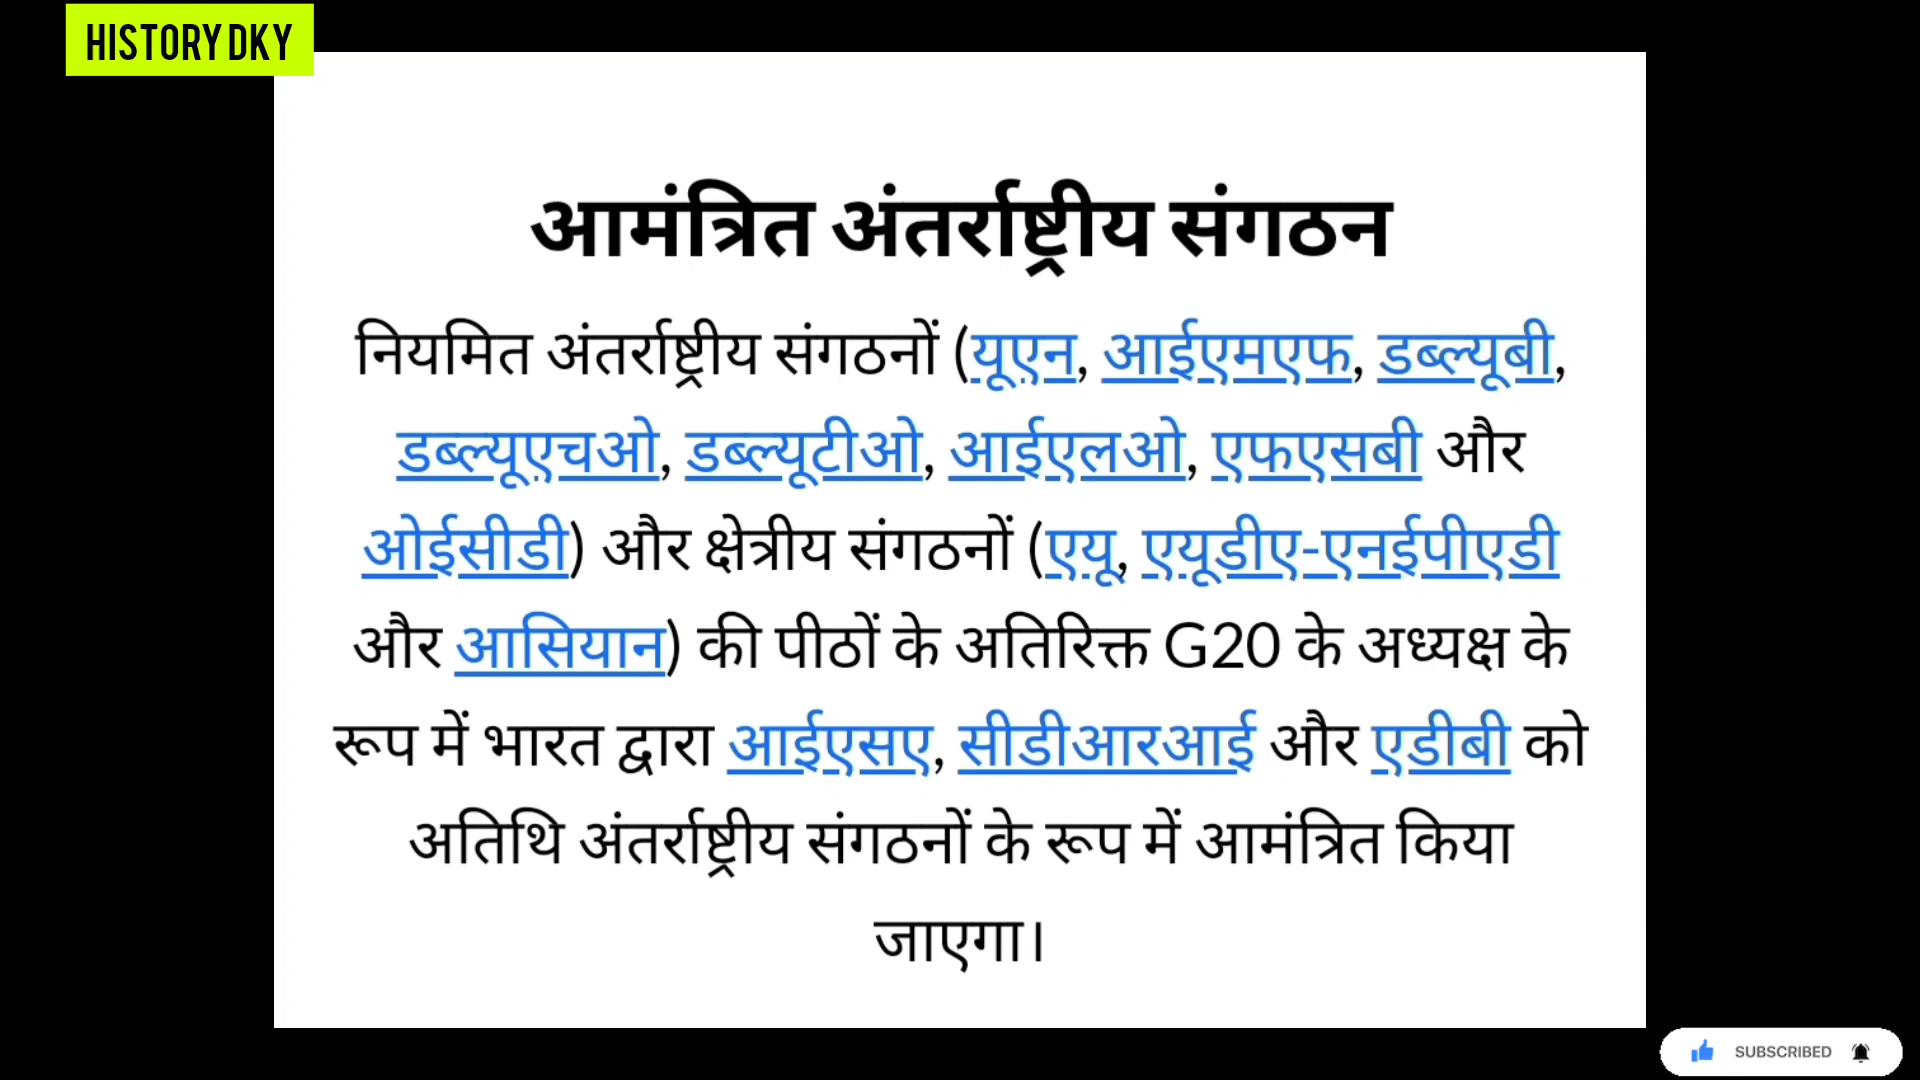 HISTORY DKY
आमंत्रित अंतर्राष्ट्रीय संगठन
नियमित अंतर्राष्ट्रीय संगठनों (यूएन, आईएमएफ, डब्ल्यूबी,
डब्ल्यूएचओ, डब्ल्यूटीओ, आईएलओ, एफएसबी और
ओईसीडी) और क्षेत्रीय संगठनों (एयू, एयूडीए-एनईपीएडी
और आसियान) की पीठों के अतिरिक्त G20 के अध्यक्ष के
रूप में भारत द्वारा आईएसए, सीडीआरआई और एडीबी को
अतिथि अंतर्राष्ट्रीय संगठनों के रूप में आमंत्रित किया
जाएगा।
SUBSCRIBED